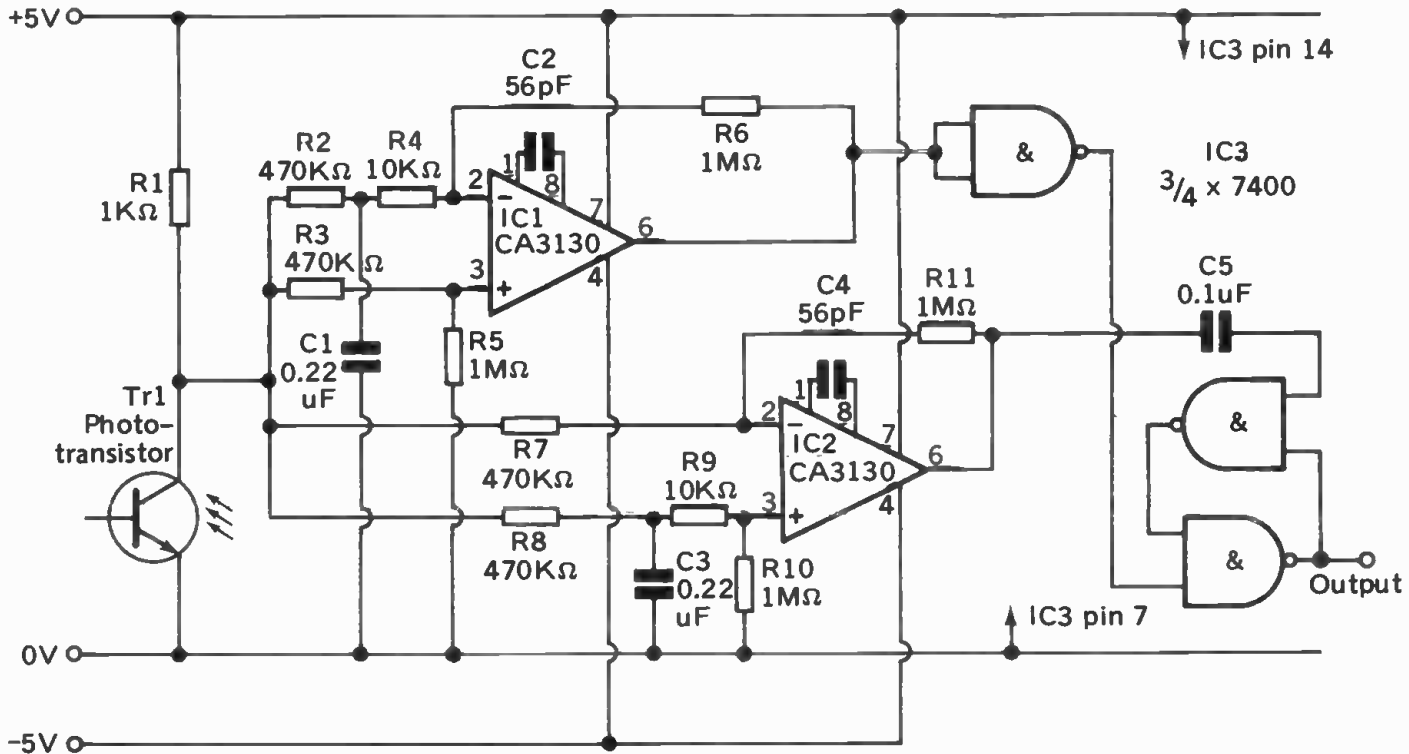 +5V
IC3 pin 14
C2
56pF
R6
1MΩ
R2
470KΩ
R4
10KΩ
R1
1KΩ
1
8
2
−
IC1
CA3130
7
6
&
IC3
3/4 x 7400
R3
470KΩ
3
+
4
C4
56pF
R11
1MΩ
C5
0.1uF
C1
0.22
uF
R5
1MΩ
Tr1
Photo-
transistor
1
8
2
−
IC2
CA3130
7
6
&
R7
470KΩ
R9
10KΩ
3
+
4
R8
470KΩ
C3
0.22
uF
R10
1MΩ
&
Output
IC3 pin 7
0V
-5V